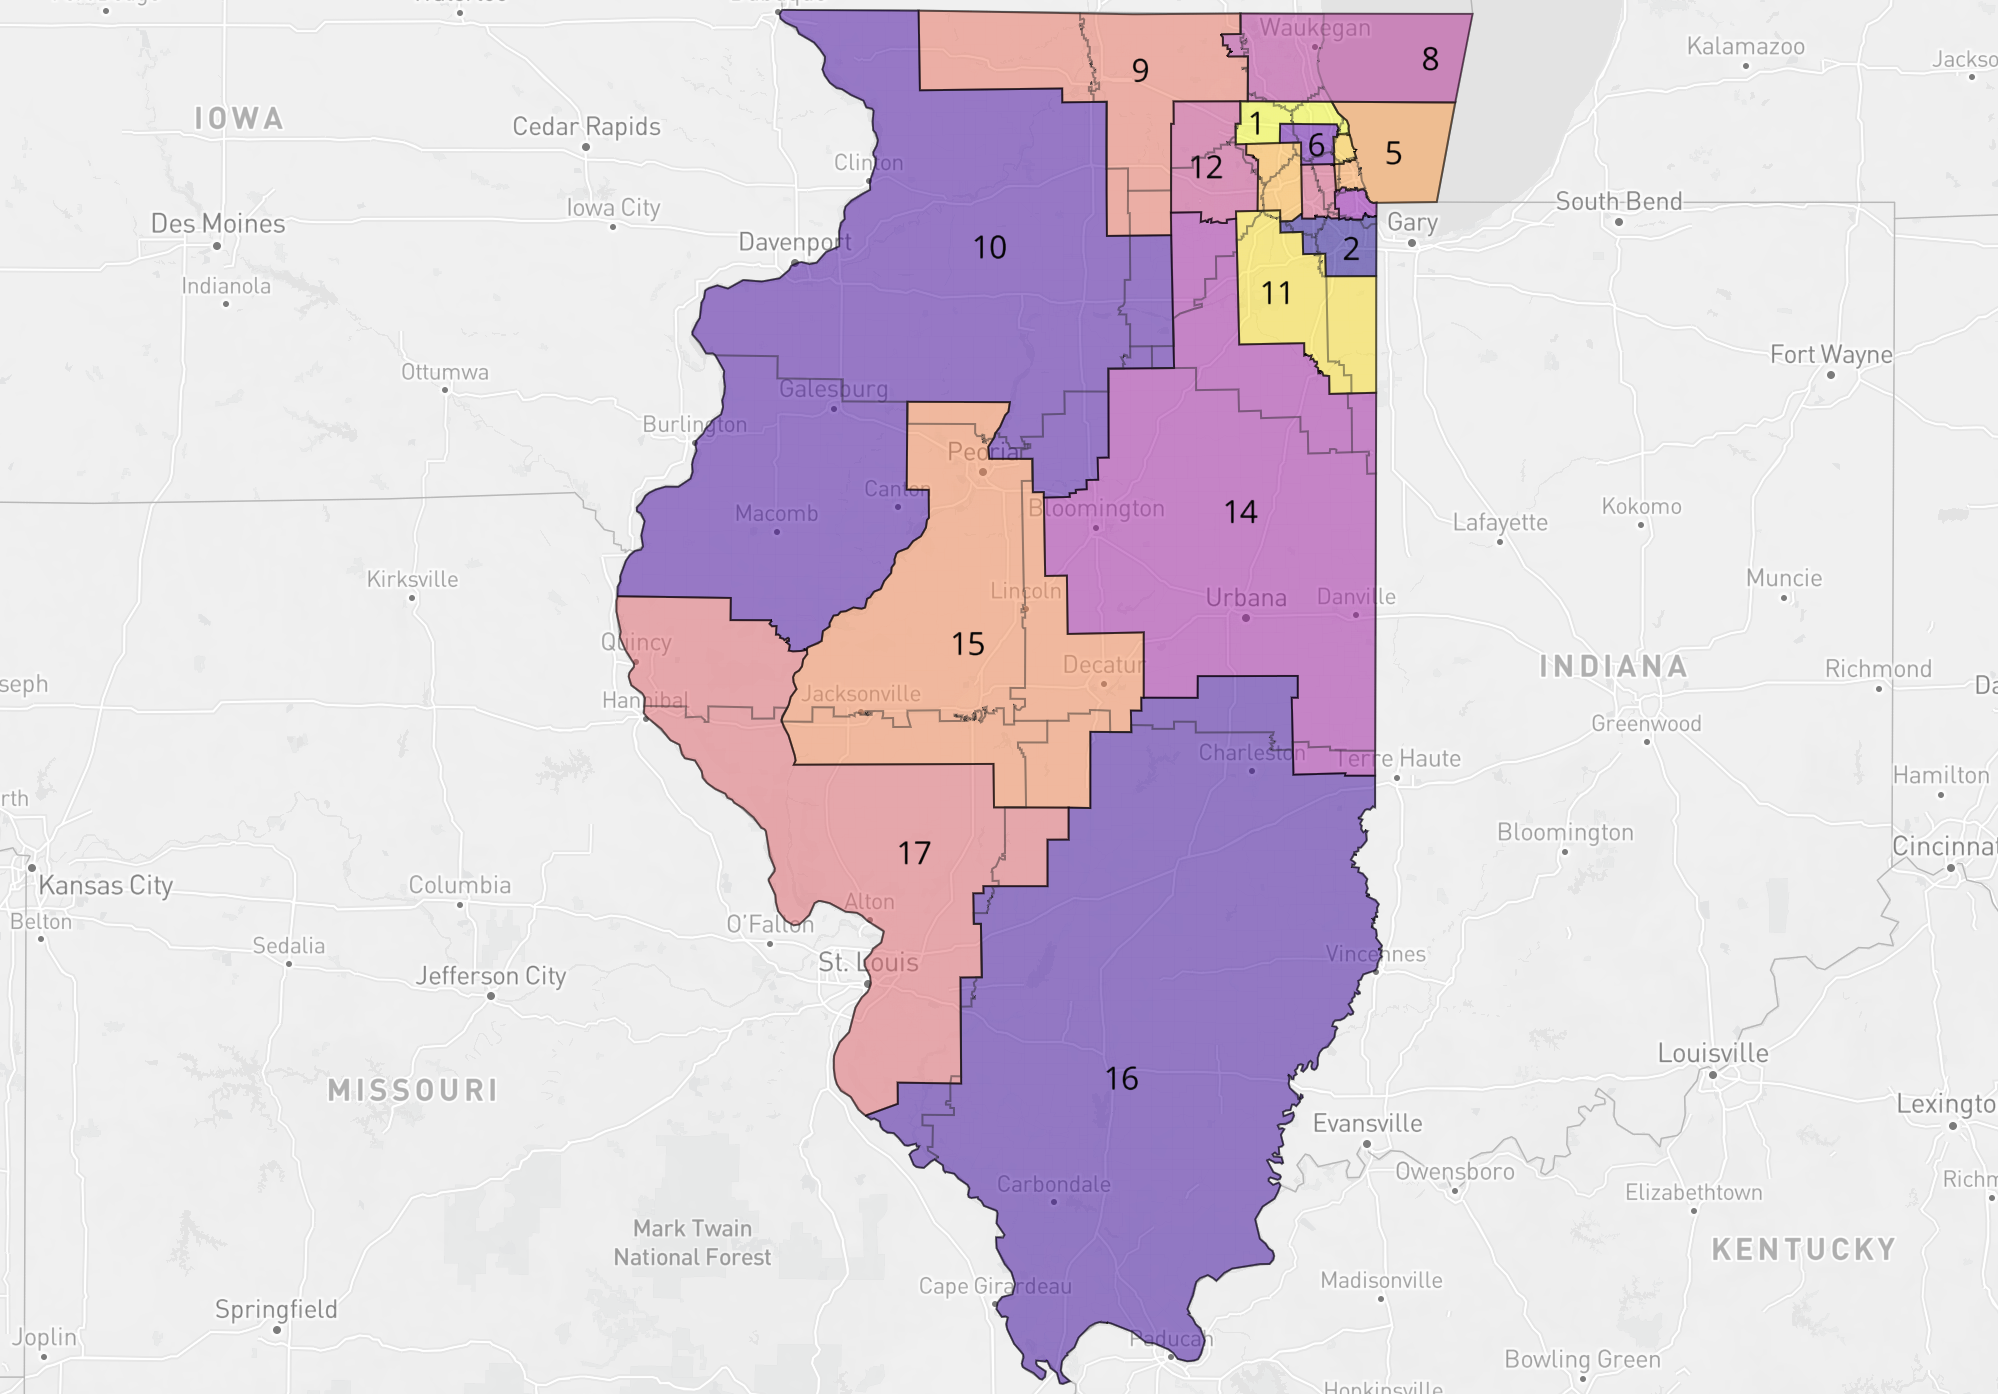 Waukegan
8
Kalamazoo
Jackso
9
IOWA
Cedar Rapids
1
6
5
Clinton
12
Des Moines
Iowa City
South Bend
Davenport
10
Gary
2
Indianola
11
Fort Wayne
Ottumwa
Galesburg
Burlington
Peoria
Canton
Macomb
Bloomington
14
Lafayette
Kokomo
Kirksville
Lincoln
Urbana
Danville
Muncie
Quincy
15
Decatur
INDIANA
Richmond
seph
Hannibal
Jacksonville
Da
Greenwood
Charleston
Terre Haute
Hamilton
rth
17
Bloomington
Cincinnat
Kansas City
Columbia
Alton
Belton
O'Fallon
Sedalia
St. Louis
Vincennes
Jefferson City
MISSOURI
16
Louisville
Evansville
Lexingto
Carbondale
Owensboro
Elizabethtown
Richm
Mark Twain
National Forest
KENTUCKY
Cape Girardeau
Madisonville
Springfield
Joplin
Paducah
Bowling Green
Hopkinsville